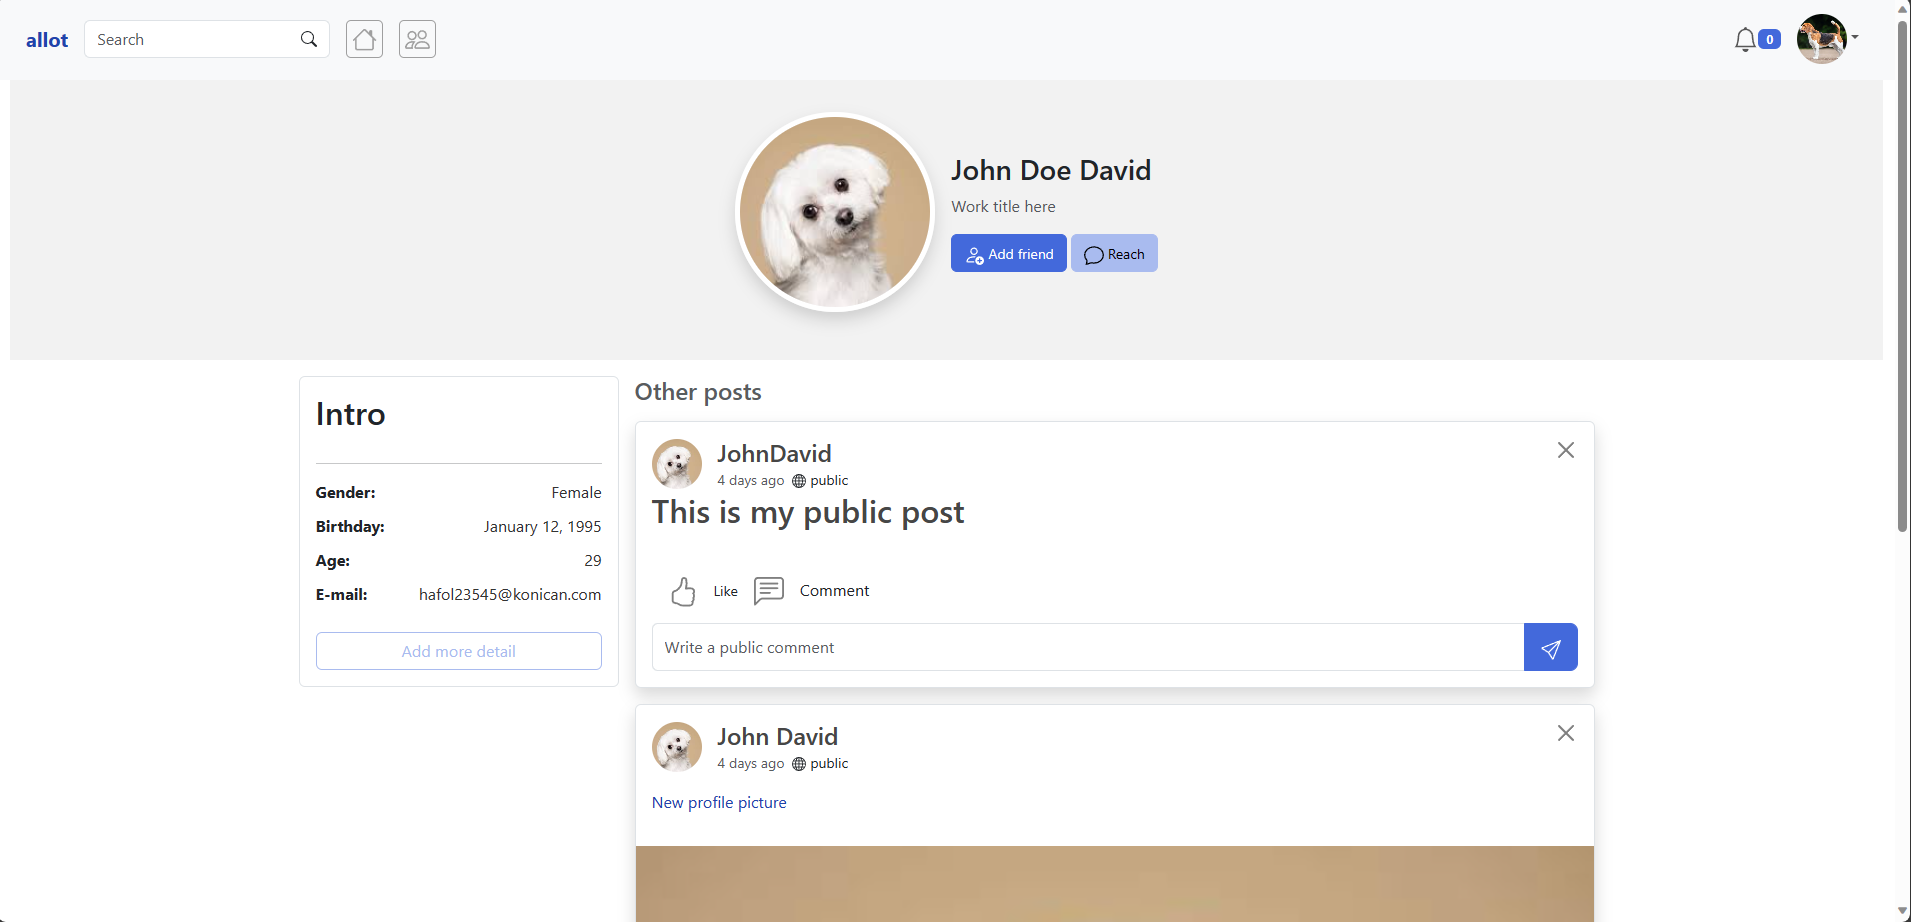 allot
Search
0
John Doe David
Work title here
Add friend
Reach
Intro
Gender: Female
Birthday: January 12, 1995
Age: 29
E-mail: hafol23545@konican.com
Add more detail
Other posts
JohnDavid
4 days ago public
This is my public post
Like Comment
Write a public comment
John David
4 days ago public
New profile picture